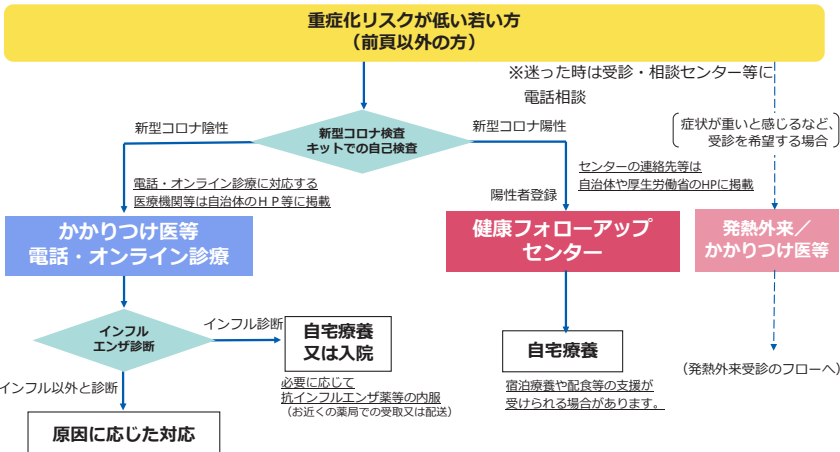 重症化リスクが低い若い方
（前頁以外の方）
※迷った時は受診・相談センター等に
電話相談
新型コロナ陰性
新型コロナ検査
キットでの自己検査
新型コロナ陽性
症状が重いと感じるなど、
受診を希望する場合
電話・オンライン診療に対応する
医療機関等は自治体のＨＰ等に掲載
陽性者登録
センターの連絡先等は
自治体や厚生労働省のHPに掲載
かかりつけ医等
電話・オンライン診療
健康フォローアップ
センター
発熱外来／
かかりつけ医等
インフル
エンザ診断
インフル診断
自宅療養
又は入院
自宅療養
（発熱外来受診のフローへ）
必要に応じて
抗インフルエンザ薬等の内服
（お近くの薬局での受取又は配送）
宿泊療養や配食等の支援が
受けられる場合があります。
インフル以外と診断
原因に応じた対応